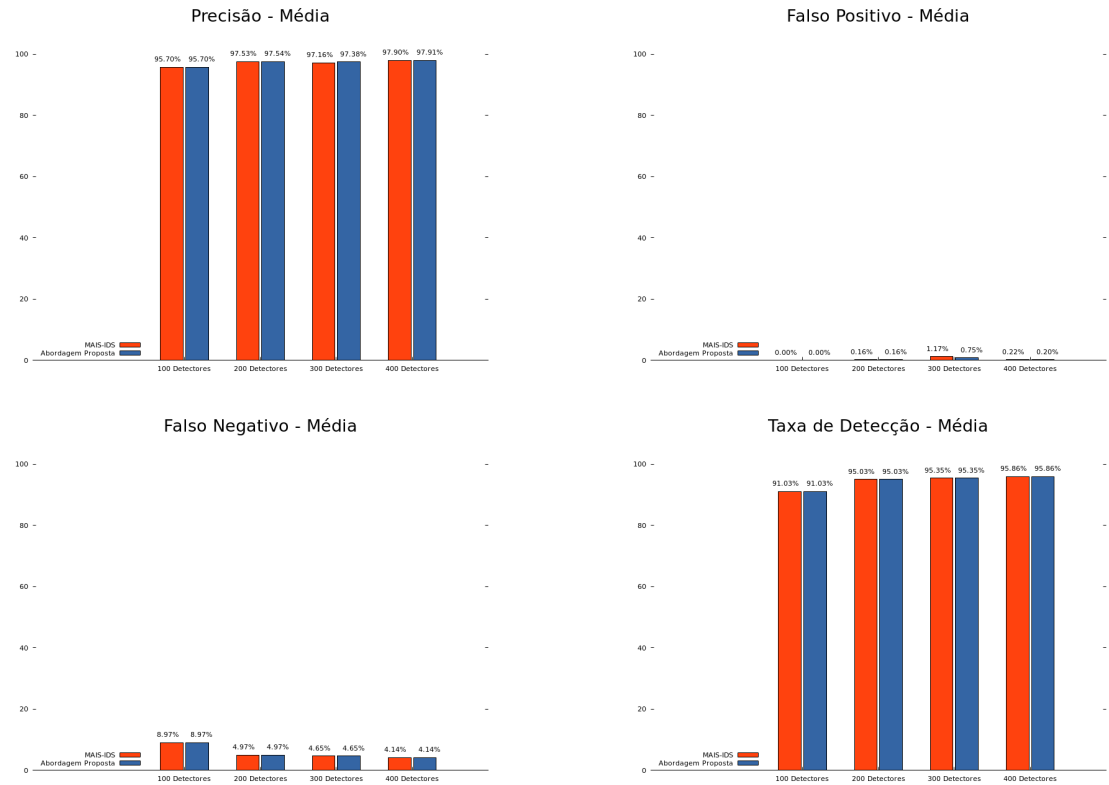 Precisão - Média
100
80
60
40
20
0
95.70% 95.70%
97.53% 97.54%
97.16% 97.38%
97.90% 97.91%
MAIS-IDS
Abordagem Proposta
100 Detectores
200 Detectores
300 Detectores
400 Detectores
Falso Positivo - Média
100
80
60
40
20
0
0.00% 0.00%
0.16% 0.16%
1.17% 0.75%
0.22% 0.20%
MAIS-IDS
Abordagem Proposta
100 Detectores
200 Detectores
300 Detectores
400 Detectores
Falso Negativo - Média
100
80
60
40
20
0
8.97% 8.97%
4.97% 4.97%
4.65% 4.65%
4.14% 4.14%
MAIS-IDS
Abordagem Proposta
100 Detectores
200 Detectores
300 Detectores
400 Detectores
Taxa de Detecção - Média
100
80
60
40
20
0
91.03% 91.03%
95.03% 95.03%
95.35% 95.35%
95.86% 95.86%
MAIS-IDS
Abordagem Proposta
100 Detectores
200 Detectores
300 Detectores
400 Detectores